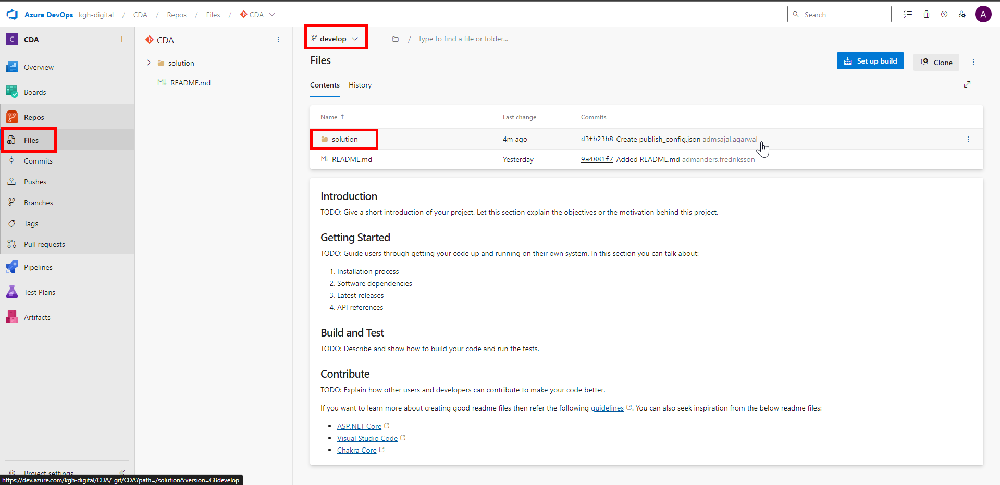 Azure DevOps kgh-digital / CDA / Repos / Files / CDA
Search
A
C CDA
Overview
Boards
Repos
Files
Commits
Pushes
Branches
Tags
Pull requests
Pipelines
Test Plans
Artifacts
Project settings
https://dev.azure.com/kgh-digital/CDA/_git/CDA?path=/solution&version=GBdevelop
CDA
solution
README.md
develop
/ Type to find a file or folder...
Files
Set up build
Clone
Contents History
Name Last change Commits
solution 4m ago d3fb23b8 Create publish_config.json admsajal.agarwal
README.md Yesterday 9a4881f7 Added README.md admanders.fredriksson
Introduction
TODO: Give a short introduction of your project. Let this section explain the objectives or the motivation behind this project.
Getting Started
TODO: Guide users through getting your code up and running on their own system. In this section you can talk about:
1. Installation process
2. Software dependencies
3. Latest releases
4. API references
Build and Test
TODO: Describe and show how to build your code and run the tests.
Contribute
TODO: Explain how other users and developers can contribute to make your code better.
If you want to learn more about creating good readme files then refer the following guidelines. You can also seek inspiration from the below readme files:
ASP.NET Core
Visual Studio Code
Chakra Core